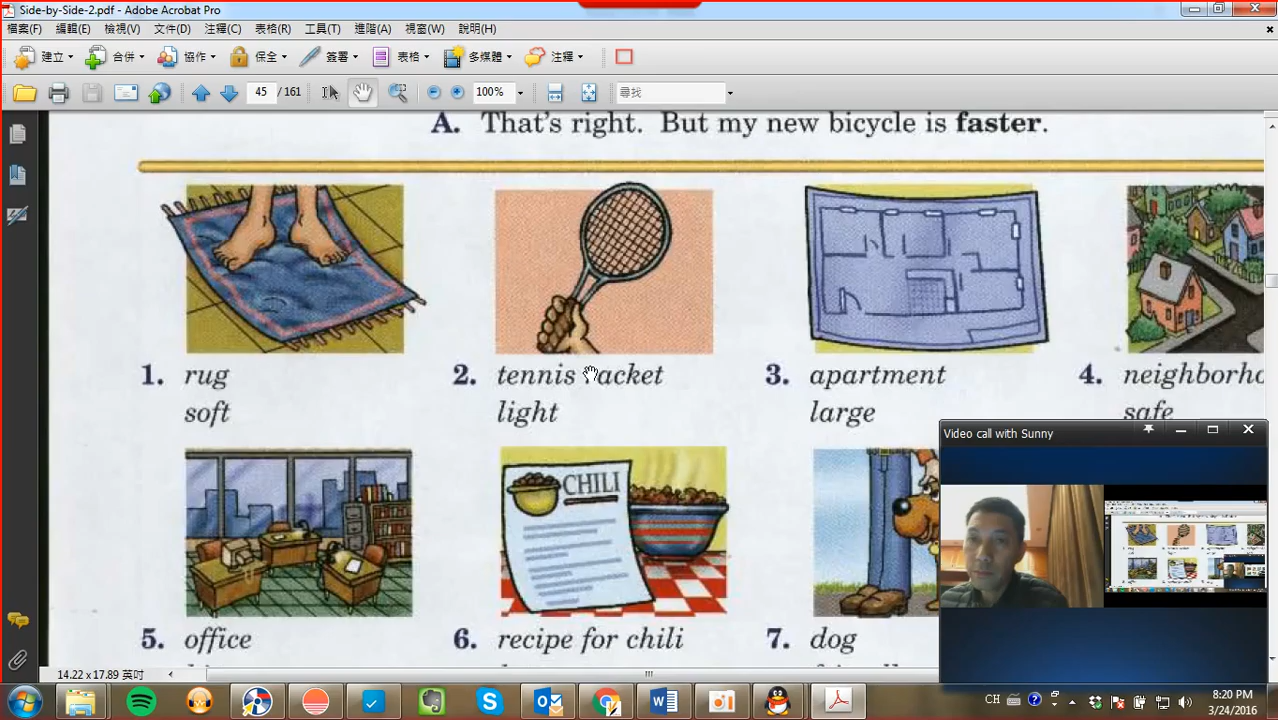 Side-by-Side-2.pdf - Adobe Acrobat Pro
檔案(F) 編輯(E) 檢視(V) 文件(D) 注釋(C) 表格(R) 工具(T) 進階(A) 視窗(W) 說明(H)
建立 合併 協作 保全 簽署 表格 多媒體 注釋
45 / 161 100% 尋找
A. That's right. But my new bicycle is faster.
1. rug
soft
2. tennis racket
light
3. apartment
large
4.
safe
Video call with Sunny
CHILI
5. office
6. recipe for chili
7. dog
14.22 x 17.89 英吋
CH
8:20 PM
3/24/2016